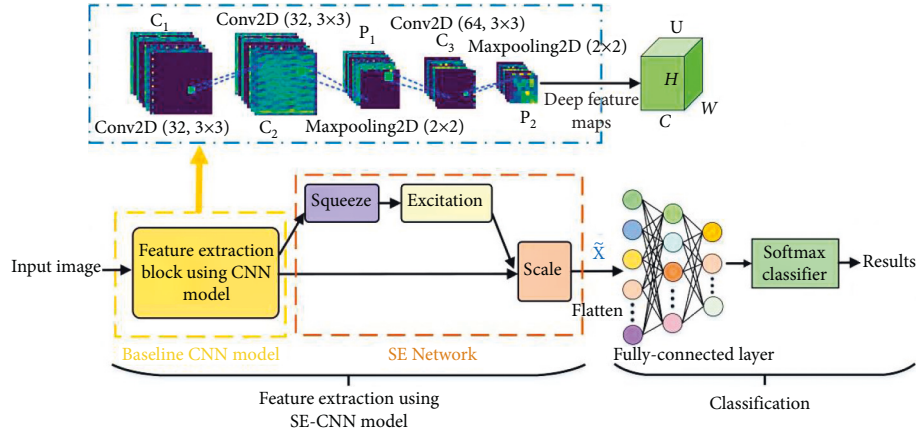 C1
Conv2D (32, 3×3)
P1
Conv2D (64, 3×3)
C3
Maxpooling2D (2×2)
U
H
W
C
Deep feature
maps
Conv2D (32, 3×3)
C2
Maxpooling2D (2×2)
P2
Squeeze
Excitation
Input image
Feature extraction
block using CNN
model
Scale
X̃
Flatten
Softmax
classifier
Results
Baseline CNN model
SE Network
Fully-connected layer
Feature extraction using
SE-CNN model
Classification